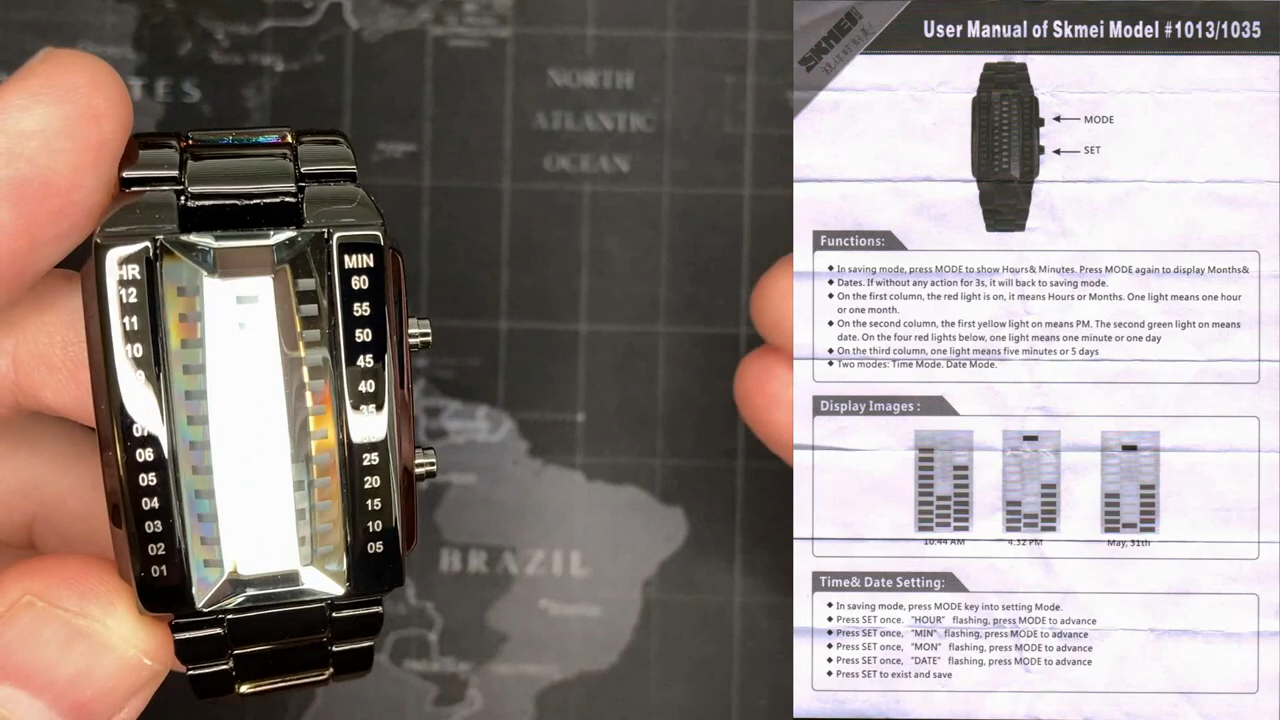 TES
NORTH
ATLANTIC
OCEAN
BRAZIL
HR
12
11
10
07
06
05
04
03
02
01
MIN
60
55
50
45
40
35
25
20
15
10
05
SKMEI
User Manual of Skmei Model #1013/1035
MODE
SET
Functions:
◆ In saving mode, press MODE to show Hours& Minutes. Press MODE again to display Months&
◆ Dates. If without any action for 3s, it will back to saving mode.
◆ On the first column, the red light is on, it means Hours or Months. One light means one hour
or one month.
◆ On the second column, the first yellow light on means PM. The second green light on means
date. On the four red lights below, one light means one minute or one day
◆ On the third column, one light means five minutes or 5 days
◆ Two modes: Time Mode. Date Mode.
Display Images :
10:44 AM
4:32 PM
May, 31th
Time& Date Setting:
◆ In saving mode, press MODE key into setting Mode.
◆ Press SET once. "HOUR" flashing, press MODE to advance
◆ Press SET once, "MIN" flashing, press MODE to advance
◆ Press SET once, "MON" flashing, press MODE to advance
◆ Press SET once, "DATE" flashing, press MODE to advance
◆ Press SET to exist and save